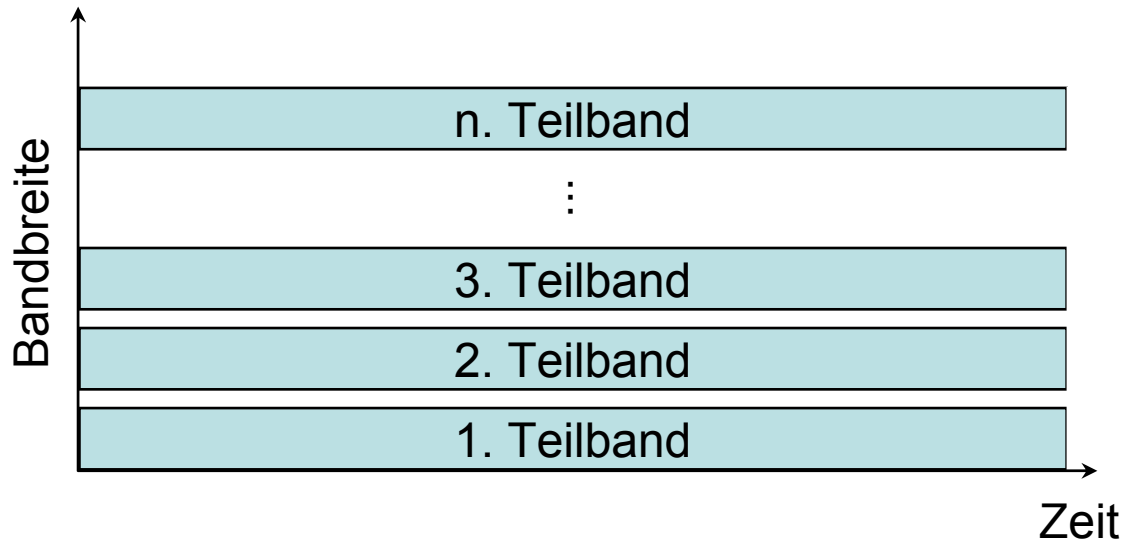 Bandbreite
n. Teilband
⋮
3. Teilband
2. Teilband
1. Teilband
Zeit